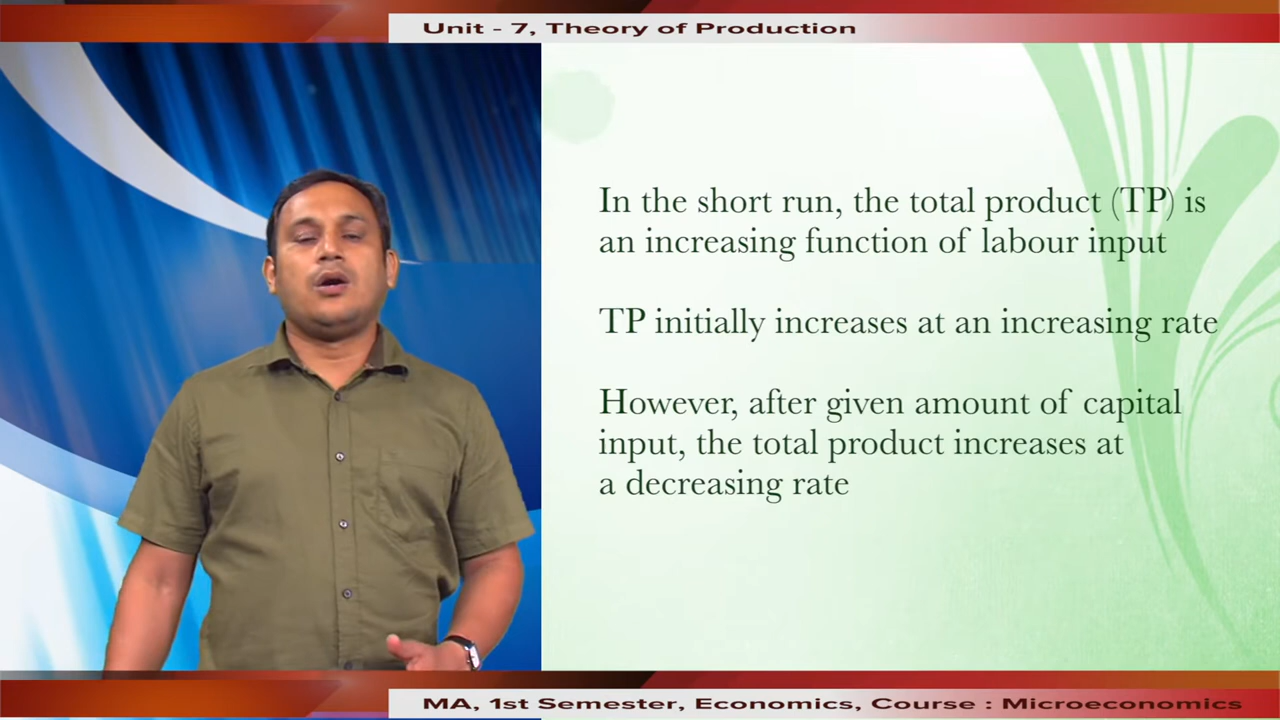 Unit - 7, Theory of Production
In the short run, the total product (TP) is
an increasing function of labour input
TP initially increases at an increasing rate
However, after given amount of capital
input, the total product increases at
a decreasing rate
MA, 1st Semester, Economics, Course : Microeconomics